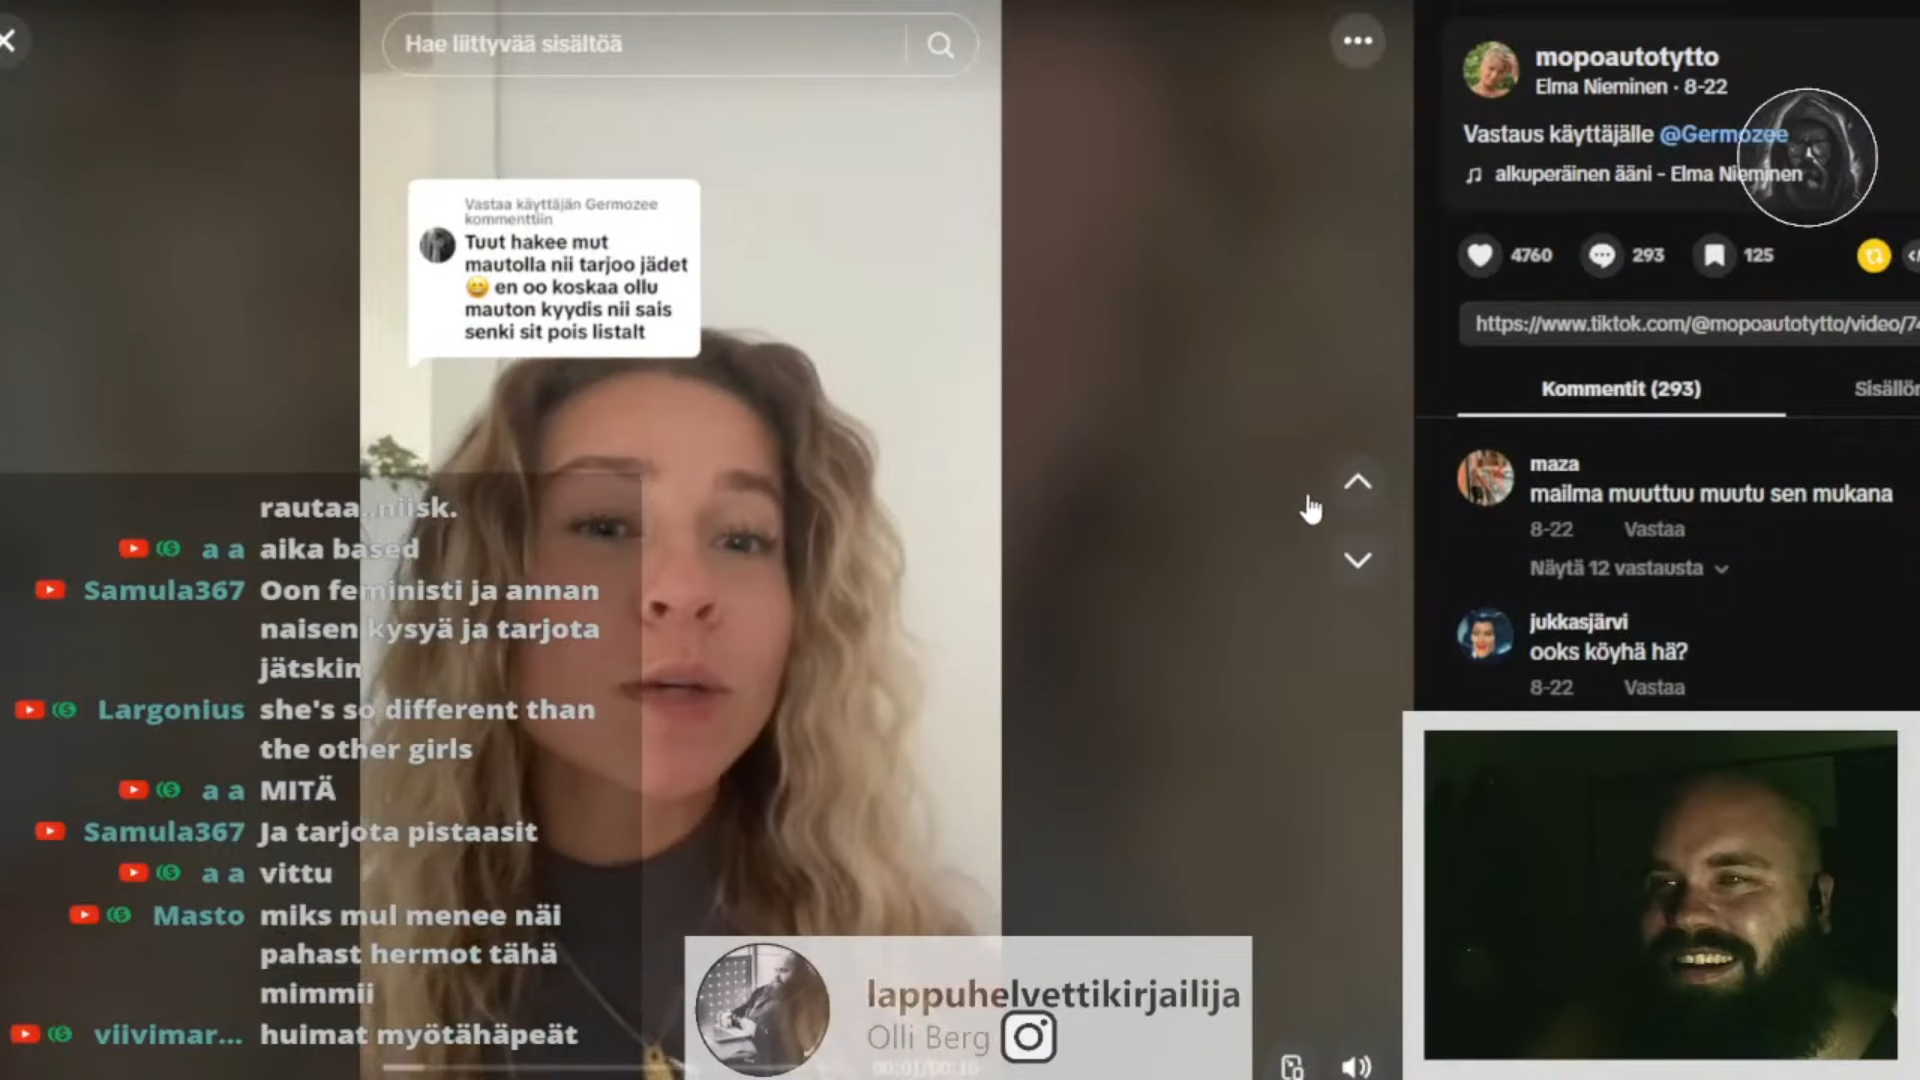 Hae liittyvää sisältöä
Vastaa käyttäjän Germozee
kommenttiin
Tuut hakee mut
mautolla nii tarjoo jädet
😀 en oo koskaa ollu
mauton kyydis nii sais
senki sit pois listalt
mopoautotytto
Elma Nieminen · 8-22
Vastaus käyttäjälle @Germozee
alkuperäinen ääni - Elma Nieminen
4760
293
125
https://www.tiktok.com/@mopoautotytto/video/74
Kommentit (293)
Sisällön
maza
mailma muuttuu muutu sen mukana
8-22 Vastaa
Näytä 12 vastausta
jukkasjärvi
ooks köyhä hä?
8-22 Vastaa
rautaa..niisk.
a a aika based
Samula367 Oon feministi ja annan
naisen kysyä ja tarjota
jätskin
Largonius she's so different than
the other girls
a a MITÄ
Samula367 Ja tarjota pistaasit
a a vittu
Masto miks mul menee näi
pahast hermot tähä
mimmii
viivimar... huimat myötähäpeät
lappuhelvettikirjailija
Olli Berg